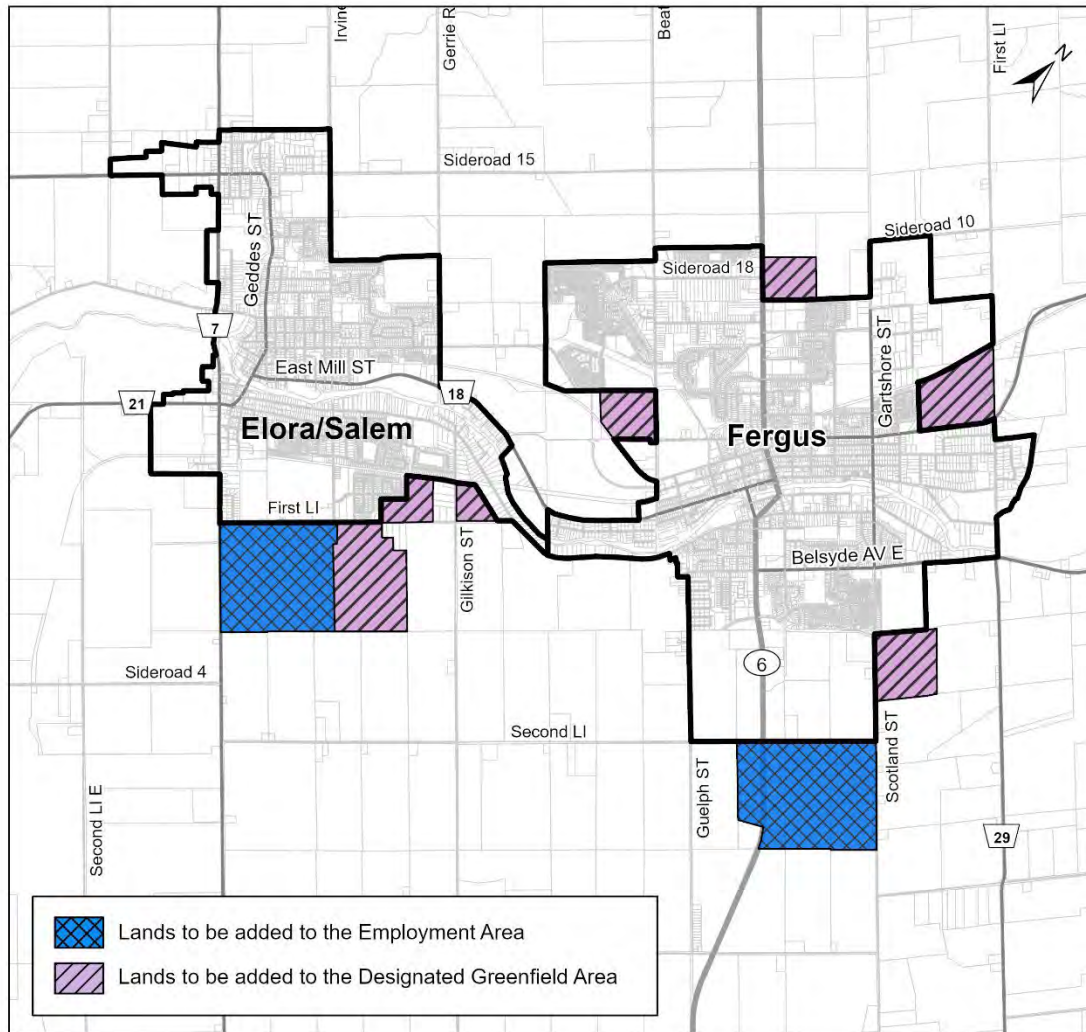 Irvine
Gerrie R
Beat
First LI
N
Sideroad 15
Geddes ST
Sideroad 10
Sideroad 18
7
Gartshore ST
East Mill ST
18
21
Elora/Salem
Fergus
First LI
Gilkison ST
Belsyde AV E
Sideroad 4
6
Second LI
Scotland ST
Guelph ST
Second LI E
29
Lands to be added to the Employment Area
Lands to be added to the Designated Greenfield Area